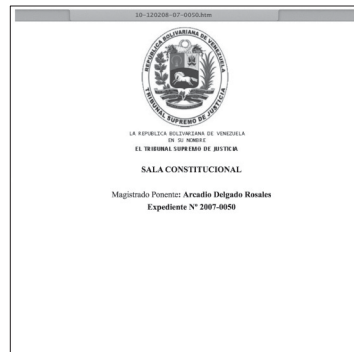 10-120208-07-0050.htm
REPUBLICA BOLIVARIANA DE VENEZUELA
TRIBUNAL SUPREMO DE JUSTICIA
LA REPUBLICA BOLIVARIANA DE VENEZUELA
EN SU NOMBRE
EL TRIBUNAL SUPREMO DE JUSTICIA
SALA CONSTITUCIONAL
Magistrado Ponente: Arcadio Delgado Rosales
Expediente Nº 2007-0050